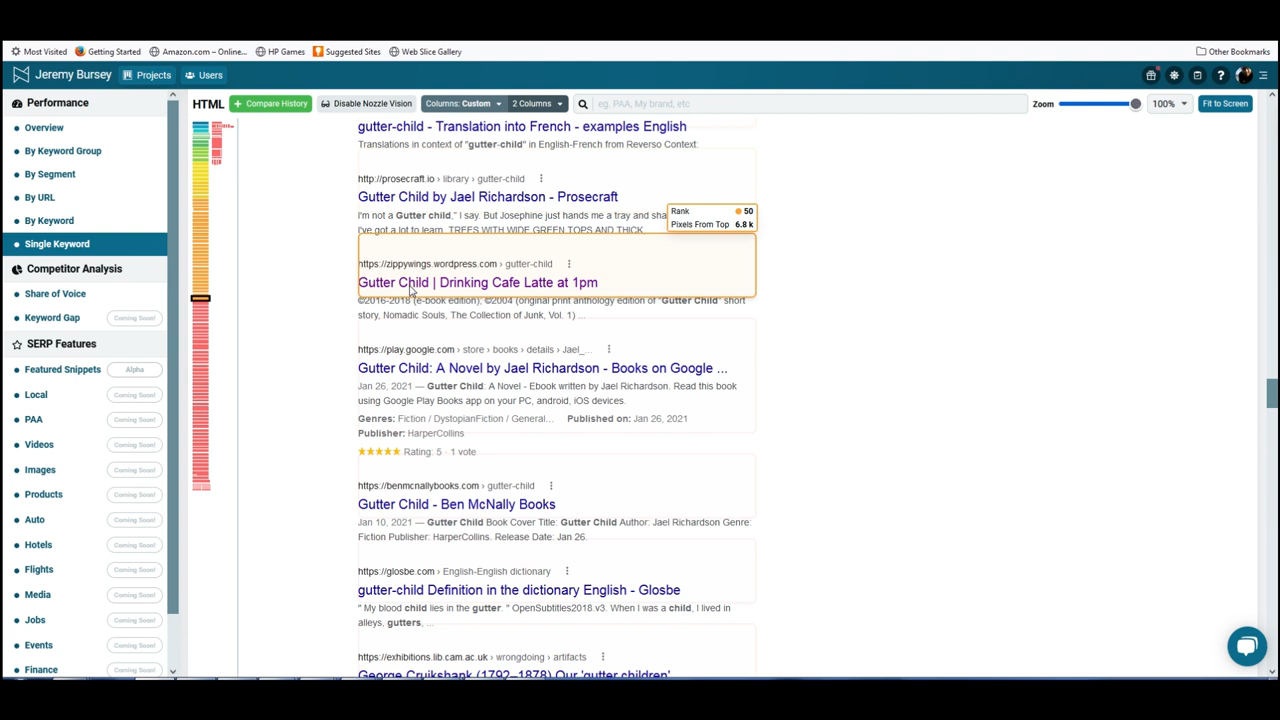 Most Visited Getting Started Amazon.com – Online... HP Games Suggested Sites Web Slice Gallery Other Bookmarks
Jeremy Bursey Projects Users
Performance
Overview
By Keyword Group
By Segment
By URL
By Keyword
Single Keyword
Competitor Analysis
Share of Voice
Keyword Gap Coming Soon!
SERP Features
Featured Snippets Alpha
Local Coming Soon!
PAA Coming Soon!
Videos Coming Soon!
Images Coming Soon!
Products Coming Soon!
Auto Coming Soon!
Hotels Coming Soon!
Flights Coming Soon!
Media Coming Soon!
Jobs Coming Soon!
Events Coming Soon!
Finance Coming Soon!
HTML + Compare History Disable Nozzle Vision Columns: Custom 2 Columns eg. PAA, My brand, etc Zoom 100% Fit to Screen
gutter-child - Translation into French - examples English
Translations in context of "gutter-child" in English-French from Reverso Context.
http://prosecraft.io › library › gutter-child
Gutter Child by Jael Richardson - Prosecraft
I'm not a Gutter child," I say. But Josephine just hands me a tray and sha
I've got a lot to learn. TREES WITH WIDE GREEN TOPS AND THICK
Rank 50
Pixels From Top 6.8 k
https://zippywings.wordpress.com › gutter-child
Gutter Child | Drinking Cafe Latte at 1pm
©2016-2018 (e-book edition); ©2004 (original print anthology edition of "Gutter Child" short
story, Nomadic Souls, The Collection of Junk, Vol. 1) ...
https://play.google.com › store › books › details › Jael_...
Gutter Child: A Novel by Jael Richardson - Books on Google ...
Jan 26, 2021 — Gutter Child: A Novel - Ebook written by Jael Richardson. Read this book
using Google Play Books app on your PC, android, iOS devices.
Genres: Fiction / DystopianFiction / General... Published on: Jan 26, 2021
Publisher: HarperCollins
★★★★★ Rating: 5 · 1 vote
https://benmcnallybooks.com › gutter-child
Gutter Child - Ben McNally Books
Jan 10, 2021 — Gutter Child Book Cover Title: Gutter Child Author: Jael Richardson Genre:
Fiction Publisher: HarperCollins. Release Date: Jan 26.
https://glosbe.com › English-English dictionary
gutter-child Definition in the dictionary English - Glosbe
" My blood child lies in the gutter. " OpenSubtitles2018.v3. When I was a child, I lived in
alleys, gutters, ...
https://exhibitions.lib.cam.ac.uk › wrongdoing › artifacts
George Cruikshank (1792–1878) Our 'gutter children'